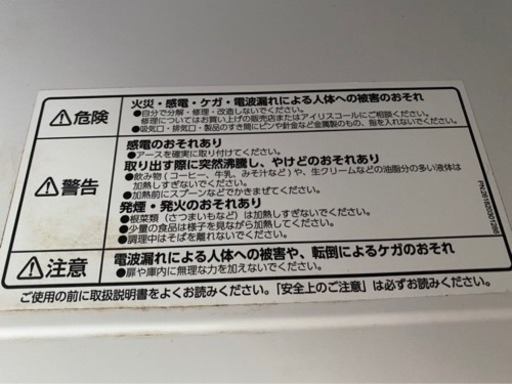 ⚠危険
火災・感電・ケガ・電波漏れによる人体への被害のおそれ
●自分で分解・修理・改造しないでください。
修理についてはお買い上げの販売店またはアイリスコールにご相談ください。
●吸気口・排気口・製品のすき間にピンや針金など金属製のもの、指を入れないでください。
⚠警告
感電のおそれあり
●アースを確実に取り付けてください。
取り出す際に突然沸騰し、やけどのおそれあり
●飲み物(コーヒー、牛乳、みそ汁など)や、生クリームなどの油脂分の多い液体は
加熱しすぎないでください。
●加熱前にスプーンなどでかきまぜてください。
発煙・発火のおそれあり
●根菜類(さつまいもなど)は加熱しすぎないでください。
●少量の食品は様子を見ながら加熱してください。
●調理中はそばを離れないでください。
⚠注意
電波漏れによる人体への被害や、転倒によるケガのおそれ
●扉や庫内に無理な力を加えないでください。
ご使用の前に取扱説明書をよくお読みください。「安全上のご注意」は必ずお読みください。